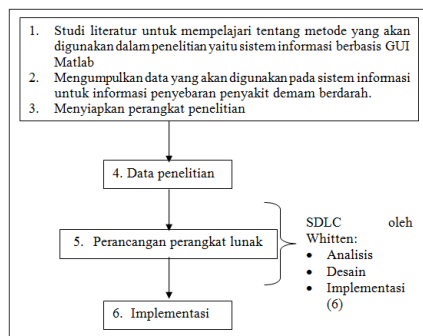 1. Studi literatur untuk mempelajari tentang metode yang akan
digunakan dalam penelitian yaitu sistem informasi berbasis GUI
Matlab
2. Mengumpulkan data yang akan digunakan pada sistem informasi
untuk informasi penyebaran penyakit demam berdarah.
3. Menyiapkan perangkat penelitian
4. Data penelitian
5. Perancangan perangkat lunak
6. Implementasi
SDLC oleh
Whitten:
• Analisis
• Desain
• Implementasi
(6)